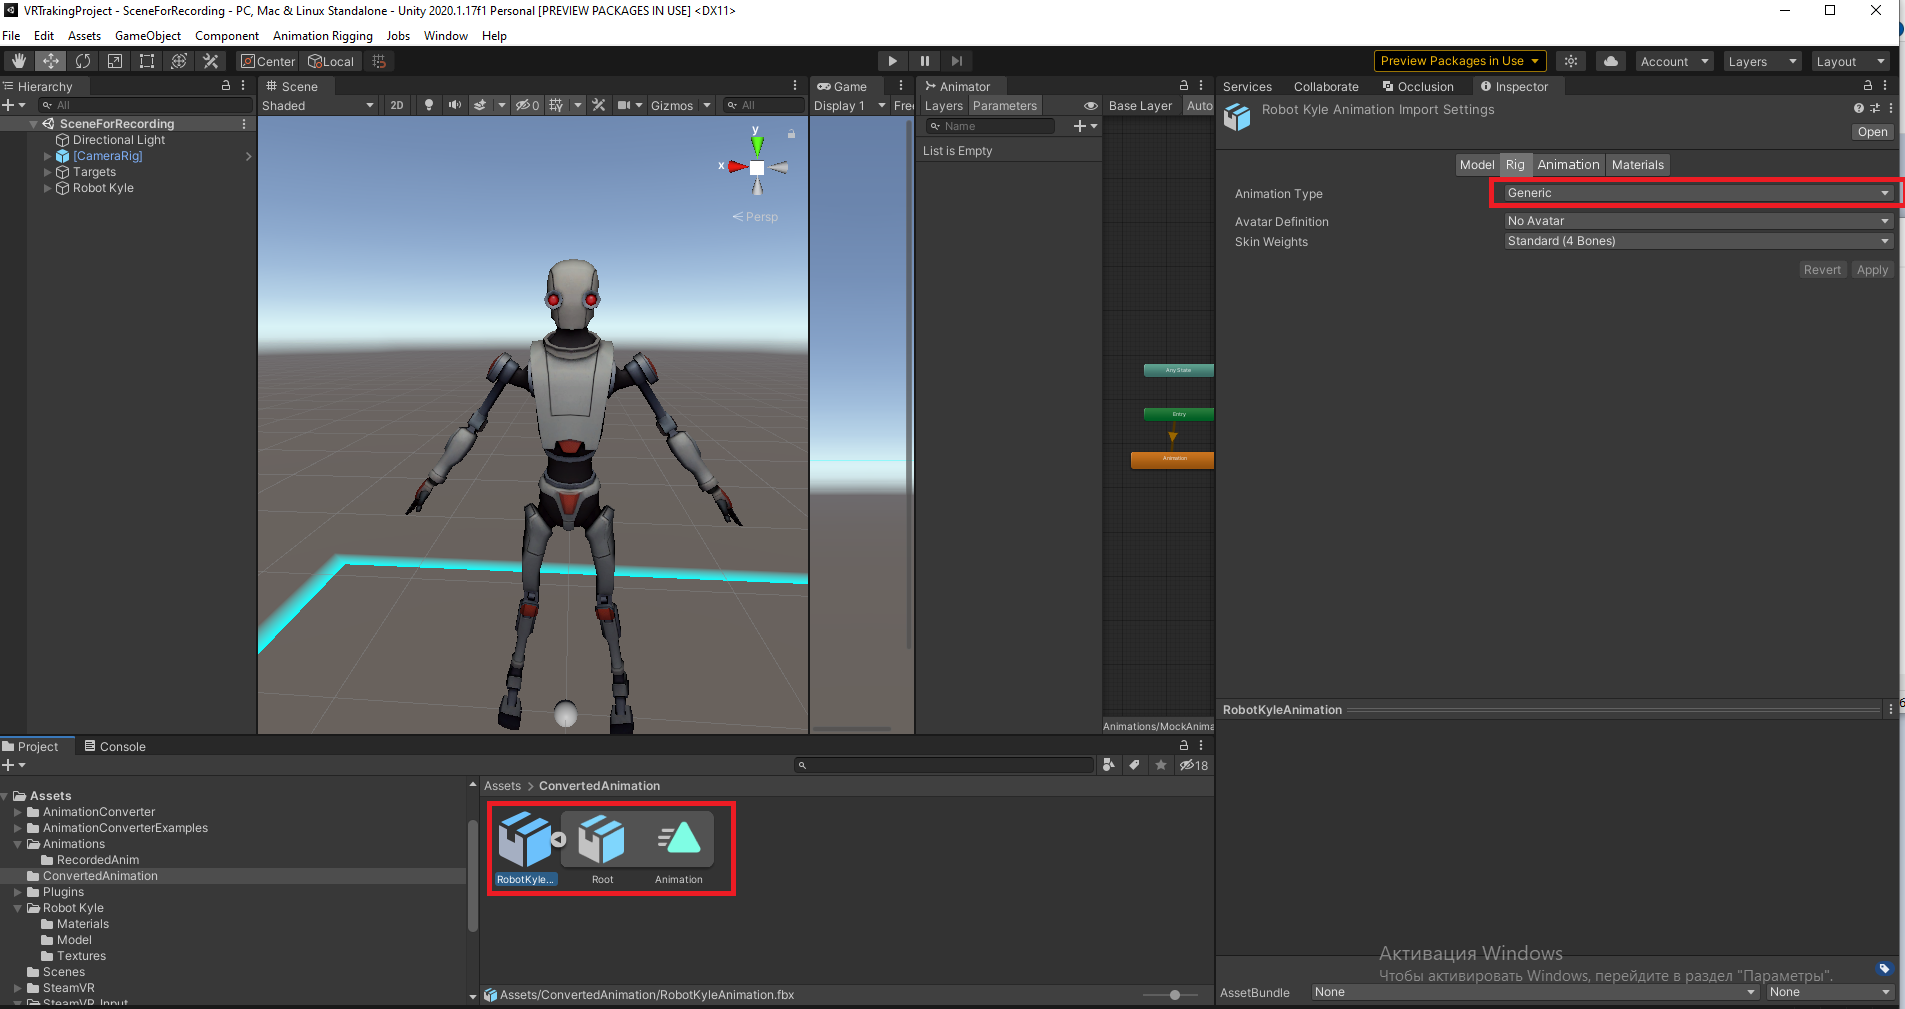 VRTrakingProject - SceneForRecording - PC, Mac & Linux Standalone - Unity 2020.1.17f1 Personal [PREVIEW PACKAGES IN USE] <DX11>
File Edit Assets GameObject Component Animation Rigging Jobs Window Help
Center Local Preview Packages in Use Account Layers Layout
Hierarchy
All
SceneForRecording
Directional Light
[CameraRig]
Targets
Robot Kyle
Scene
Shaded 2D 0 Gizmos All
y
x
Persp
Game
Display 1 Free
Animator
Layers Parameters Base Layer Auto
Name
List is Empty
Any State
Entry
Animation
Animations/MockAnima
Services Collaborate Occlusion Inspector
Robot Kyle Animation Import Settings
Open
Model Rig Animation Materials
Animation Type Generic
Avatar Definition No Avatar
Skin Weights Standard (4 Bones)
Revert Apply
RobotKyleAnimation
Project Console
18
Assets
AnimationConverter
AnimationConverterExamples
Animations
RecordedAnim
ConvertedAnimation
Plugins
Robot Kyle
Materials
Model
Textures
Scenes
SteamVR
SteamVR_Input
Assets > ConvertedAnimation
RobotKyle... Root Animation
Assets/ConvertedAnimation/RobotKyleAnimation.fbx
Активация Windows
Чтобы активировать Windows, перейдите в раздел "Параметры".
AssetBundle None None